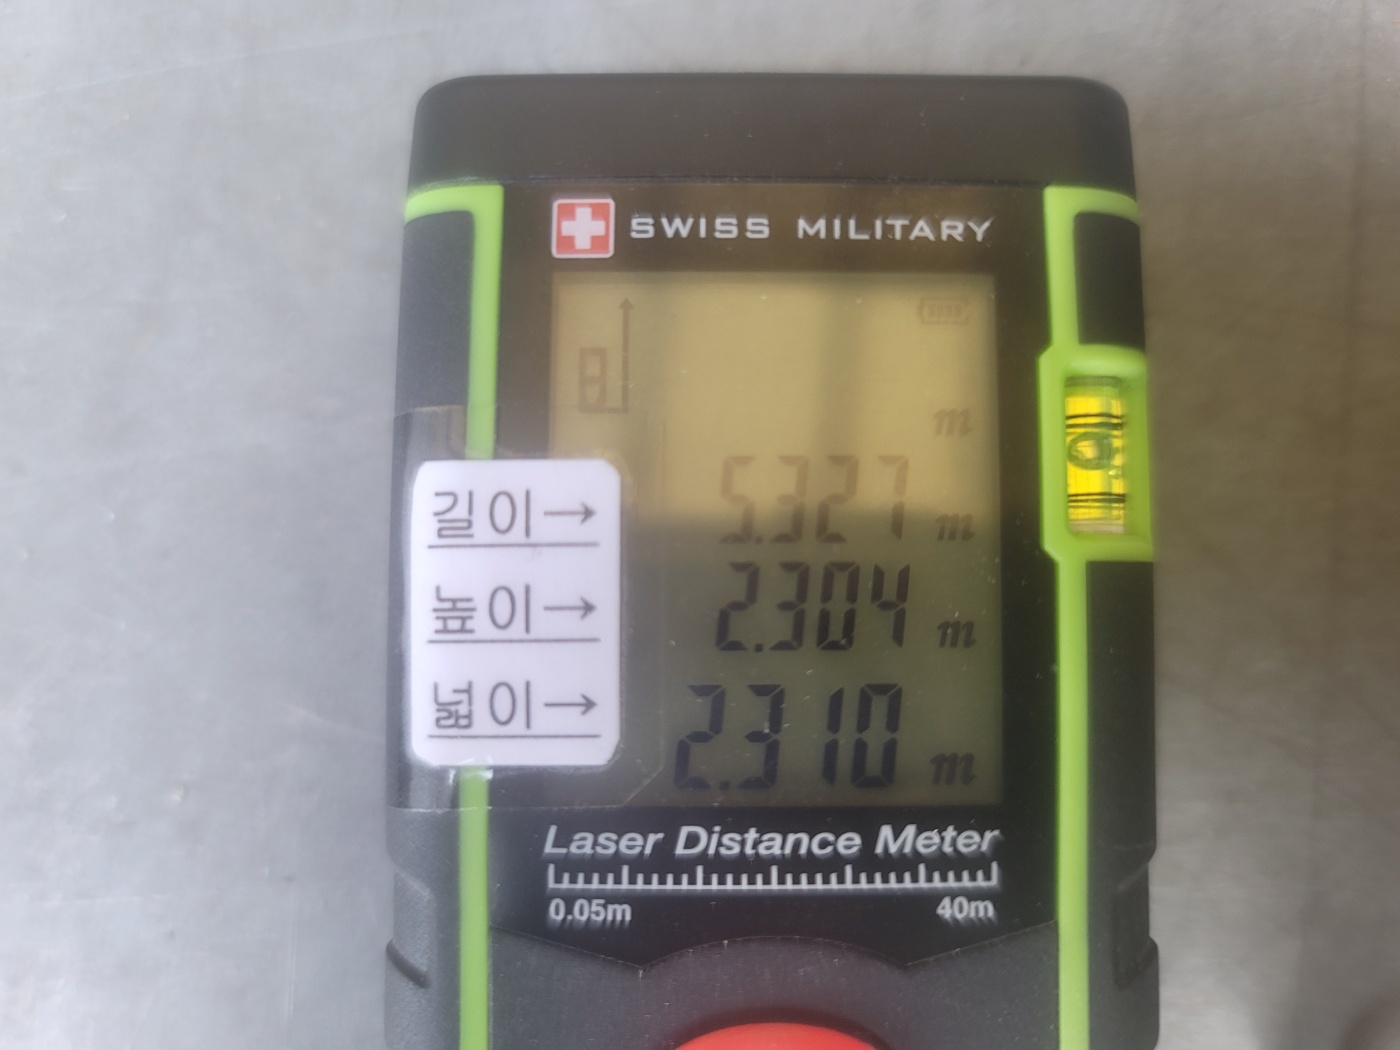 SWISS MILITARY
m
길이→ 5.327 m
높이→ 2.304 m
넓이→ 2.310 m
Laser Distance Meter
0.05m 40m